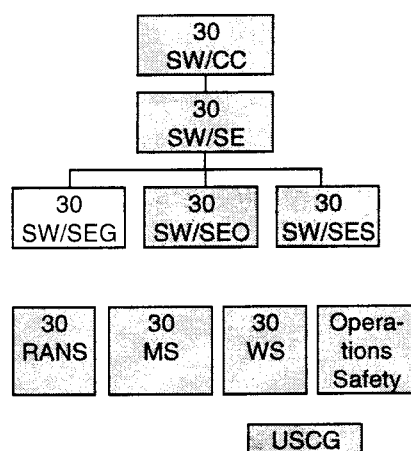 30
SW/CC
30
SW/SE
30
SW/SEG
30
SW/SEO
30
SW/SES
30
RANS
30
MS
30
WS
Opera-
tions
Safety
USCG